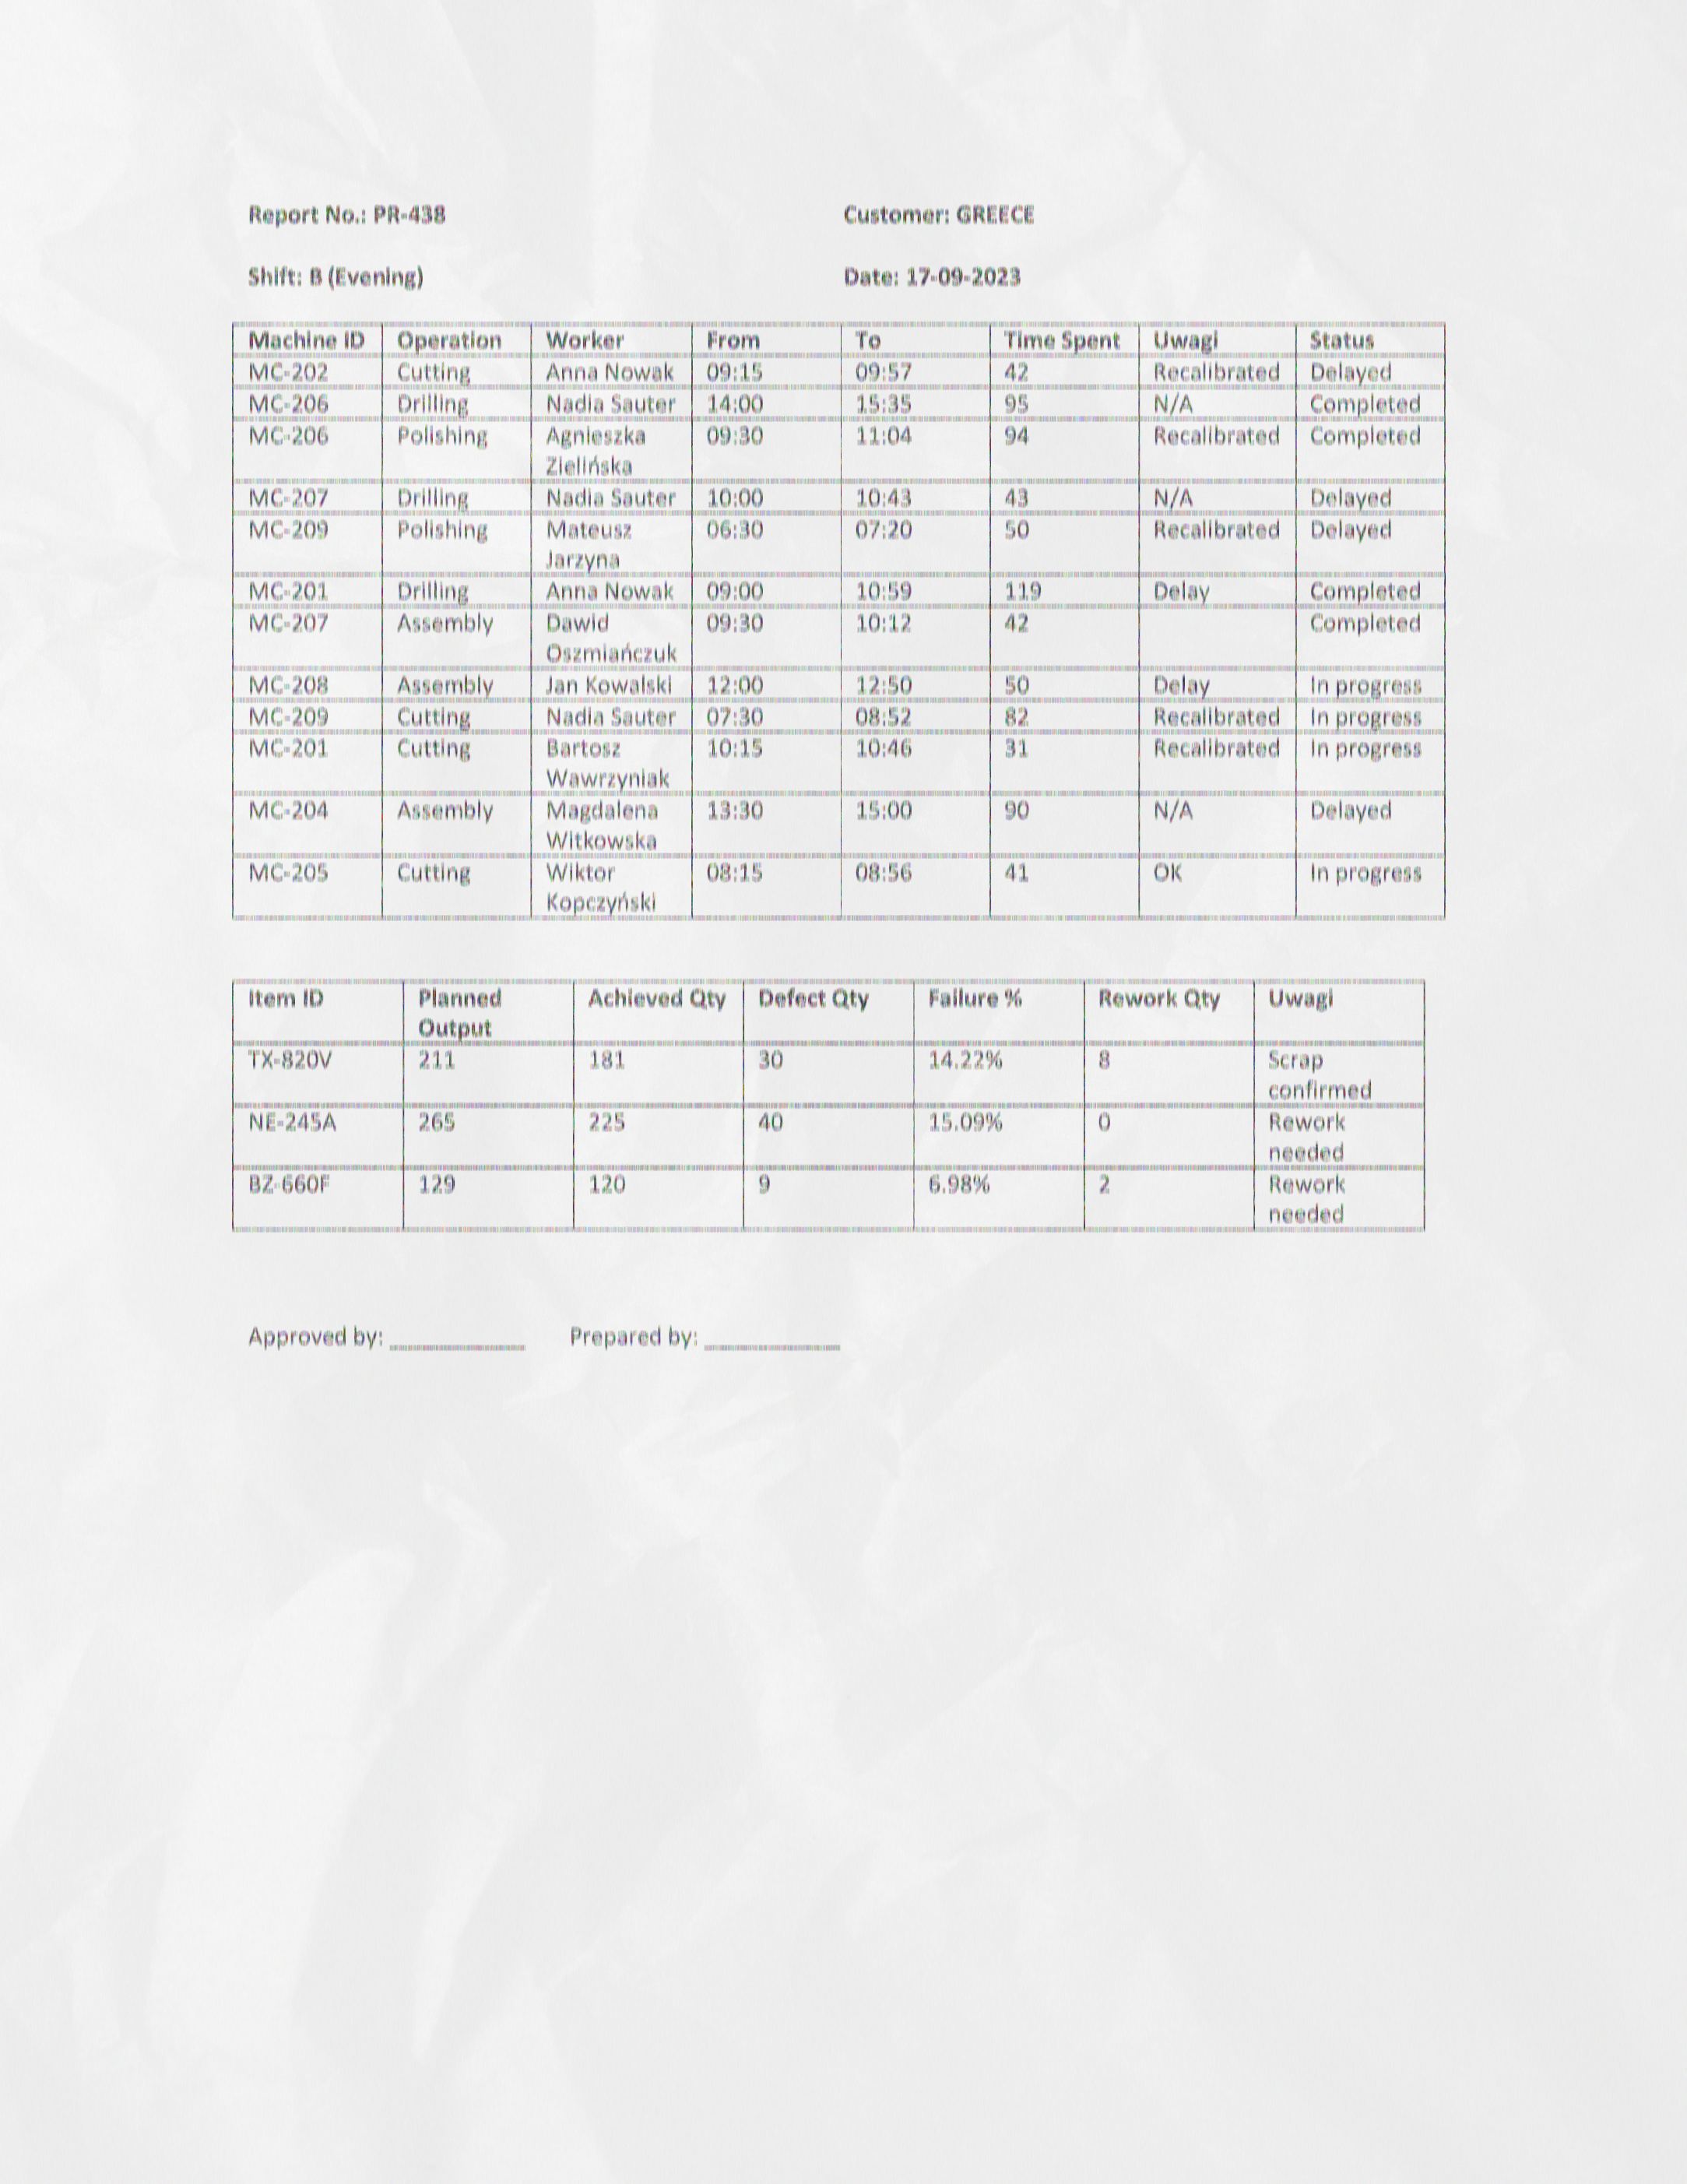 Report No.: PR-438 Customer: GREECE
Shift: B (Evening) Date: 17-09-2023
Machine ID Operation Worker From To Time Spent Uwagi Status
MC-202 Cutting Anna Nowak 09:15 09:57 42 Recalibrated Delayed
MC-206 Drilling Nadia Sauter 14:00 15:35 95 N/A Completed
MC-206 Polishing Agnieszka 09:30 11:04 94 Recalibrated Completed
Zielińska
MC-207 Drilling Nadia Sauter 10:00 10:43 43 N/A Delayed
MC-209 Polishing Mateusz 06:30 07:20 50 Recalibrated Delayed
Jarzyna
MC-201 Drilling Anna Nowak 09:00 10:59 119 Delay Completed
MC-207 Assembly Dawid 09:30 10:12 42 Completed
Oszmiańczuk
MC-208 Assembly Jan Kowalski 12:00 12:50 50 Delay In progress
MC-209 Cutting Nadia Sauter 07:30 08:52 82 Recalibrated In progress
MC-201 Cutting Bartosz 10:15 10:46 31 Recalibrated In progress
Wawrzyniak
MC-204 Assembly Magdalena 13:30 15:00 90 N/A Delayed
Witkowska
MC-205 Cutting Wiktor 08:15 08:56 41 OK In progress
Kopczyński
Item ID Planned Achieved Qty Defect Qty Failure % Rework Qty Uwagi
Output
TX-820V 211 181 30 14.22% 8 Scrap
confirmed
NE-245A 265 225 40 15.09% 0 Rework
needed
BZ-660F 129 120 9 6.98% 2 Rework
needed
Approved by: ____________ Prepared by: ____________